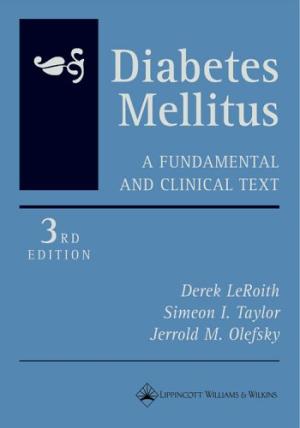 Diabetes
Mellitus
A FUNDAMENTAL
AND CLINICAL TEXT
3RD
EDITION
Derek LeRoith
Simeon I. Taylor
Jerrold M. Olefsky
LIPPINCOTT WILLIAMS & WILKINS